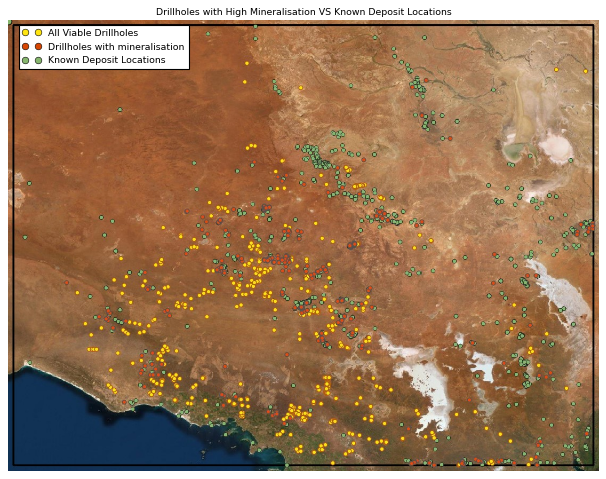 Drillholes with High Mineralisation VS Known Deposit Locations
All Viable Drillholes
Drillholes with mineralisation
Known Deposit Locations